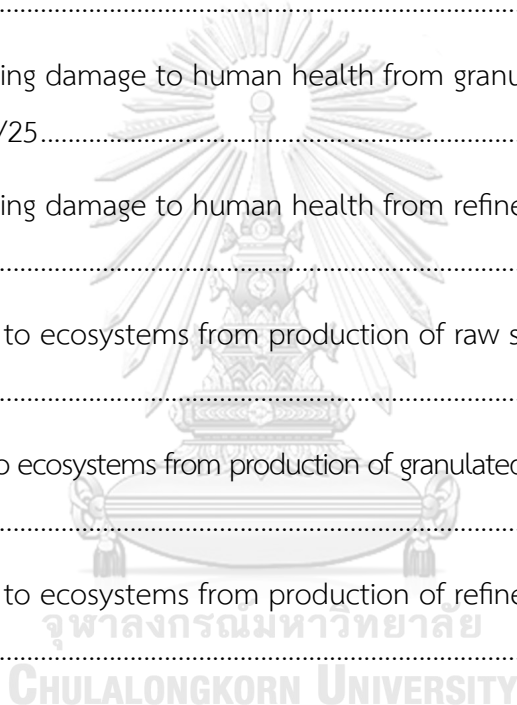 ................................................................................
ing damage to human health from granu
/25................................................................................
ing damage to human health from refine
................................................................................
to ecosystems from production of raw s
................................................................................
o ecosystems from production of granulated
................................................................................
to ecosystems from production of refine
จุฬาลงกรณ์มหาวิทยาลัย
................................................................................
CHULALONGKORN UNIVERSITY